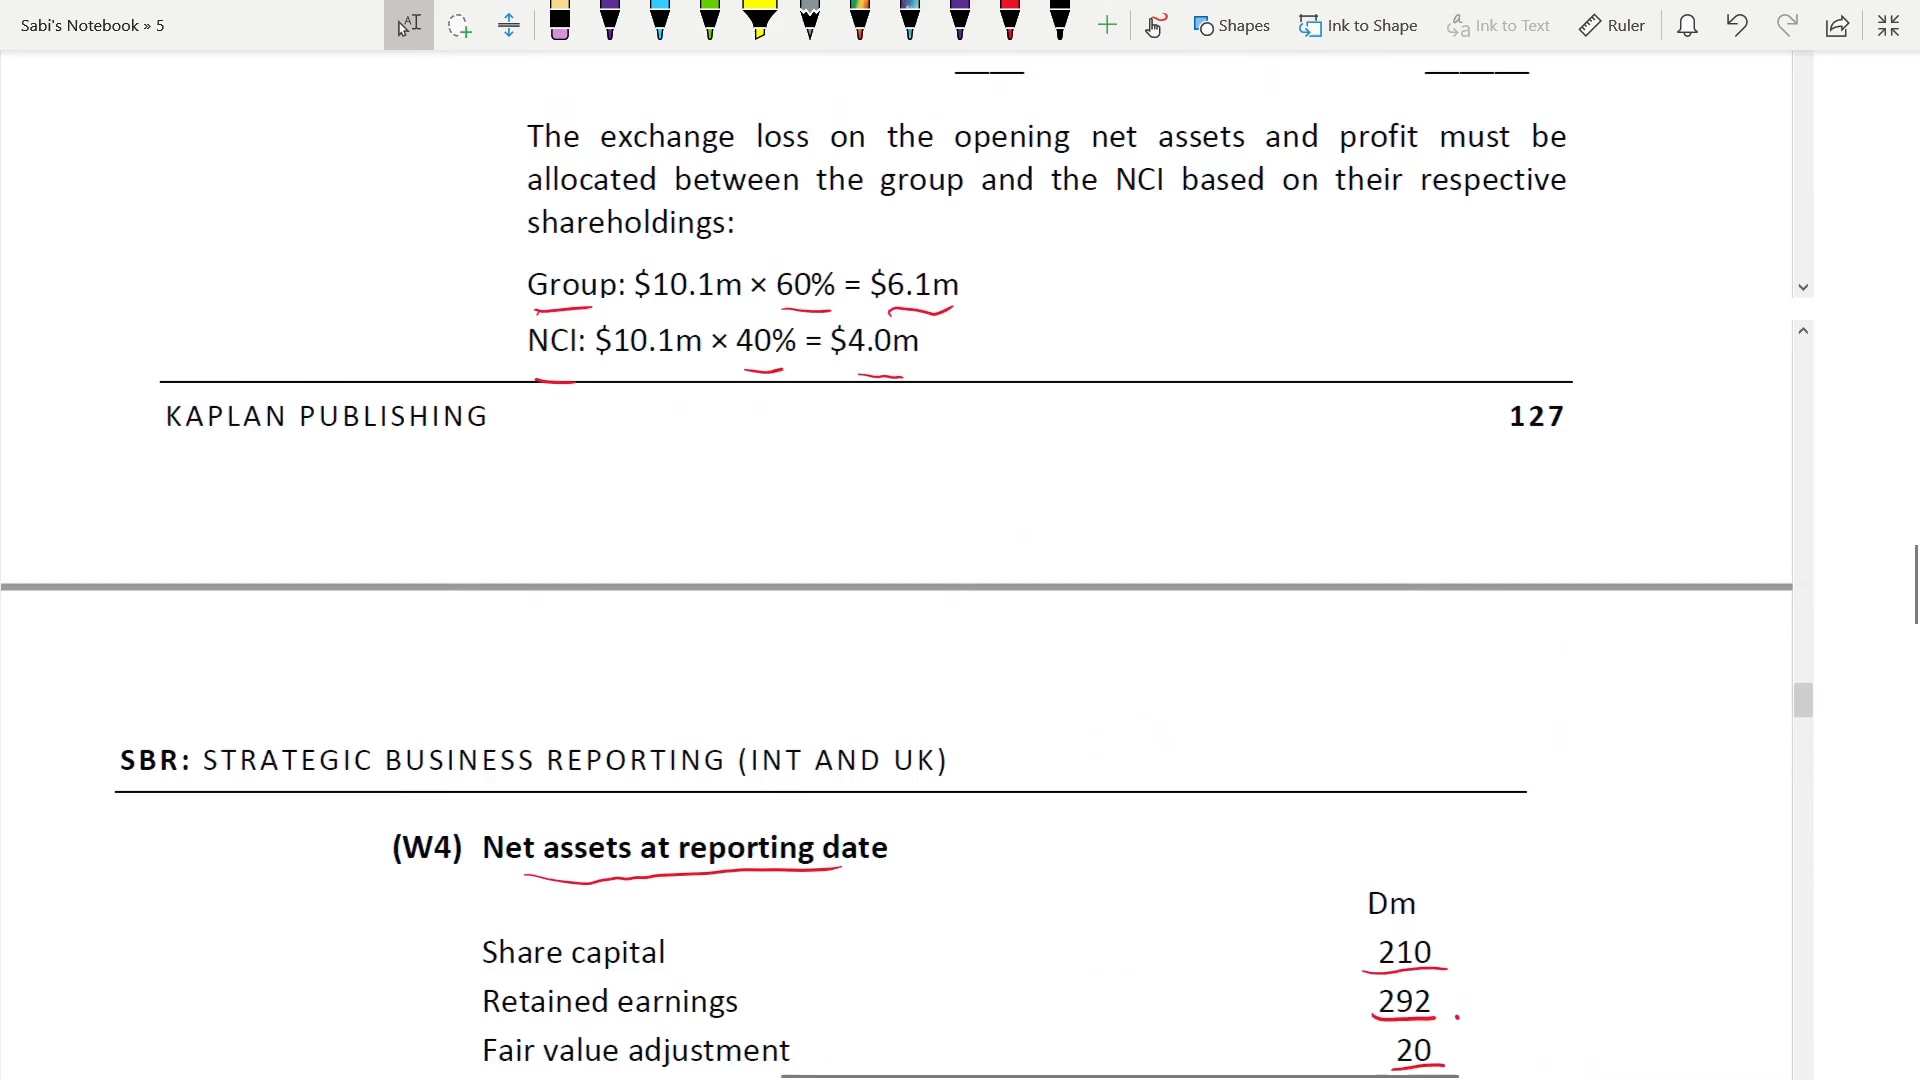 Sabi's Notebook » 5
Shapes
Ink to Shape
Ink to Text
Ruler
The exchange loss on the opening net assets and profit must be
allocated between the group and the NCI based on their respective
shareholdings:
Group: $10.1m × 60% = $6.1m
NCI: $10.1m × 40% = $4.0m
KAPLAN PUBLISHING 127
SBR: STRATEGIC BUSINESS REPORTING (INT AND UK)
(W4) Net assets at reporting date
Dm
Share capital 210
Retained earnings 292
Fair value adjustment 20